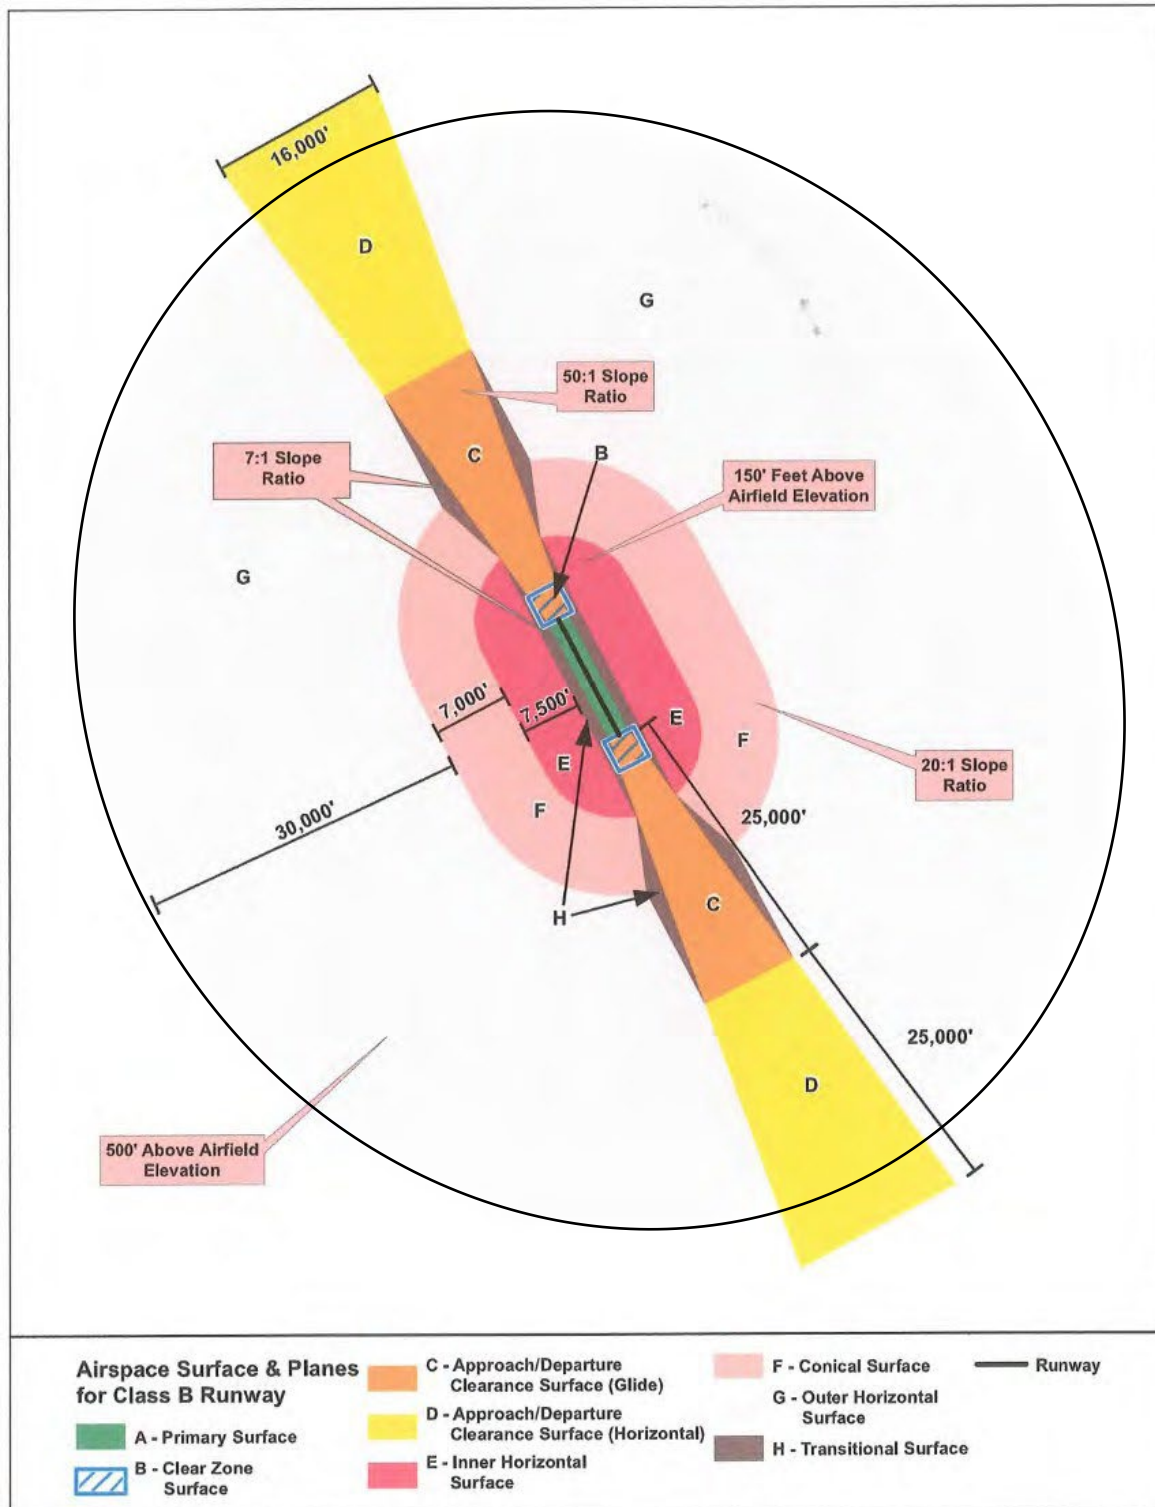 16,000'
D
G
50:1 Slope
Ratio
C
B
7:1 Slope
Ratio
150' Feet Above
Airfield Elevation
G
7,000'
7,500'
E
E
F
F
20:1 Slope
Ratio
30,000'
25,000'
C
H
25,000'
D
500' Above Airfield
Elevation
Airspace Surface & Planes
for Class B Runway
A - Primary Surface
B - Clear Zone
Surface
C - Approach/Departure
Clearance Surface (Glide)
D - Approach/Departure
Clearance Surface (Horizontal)
E - Inner Horizontal
Surface
F - Conical Surface
G - Outer Horizontal
Surface
H - Transitional Surface
Runway